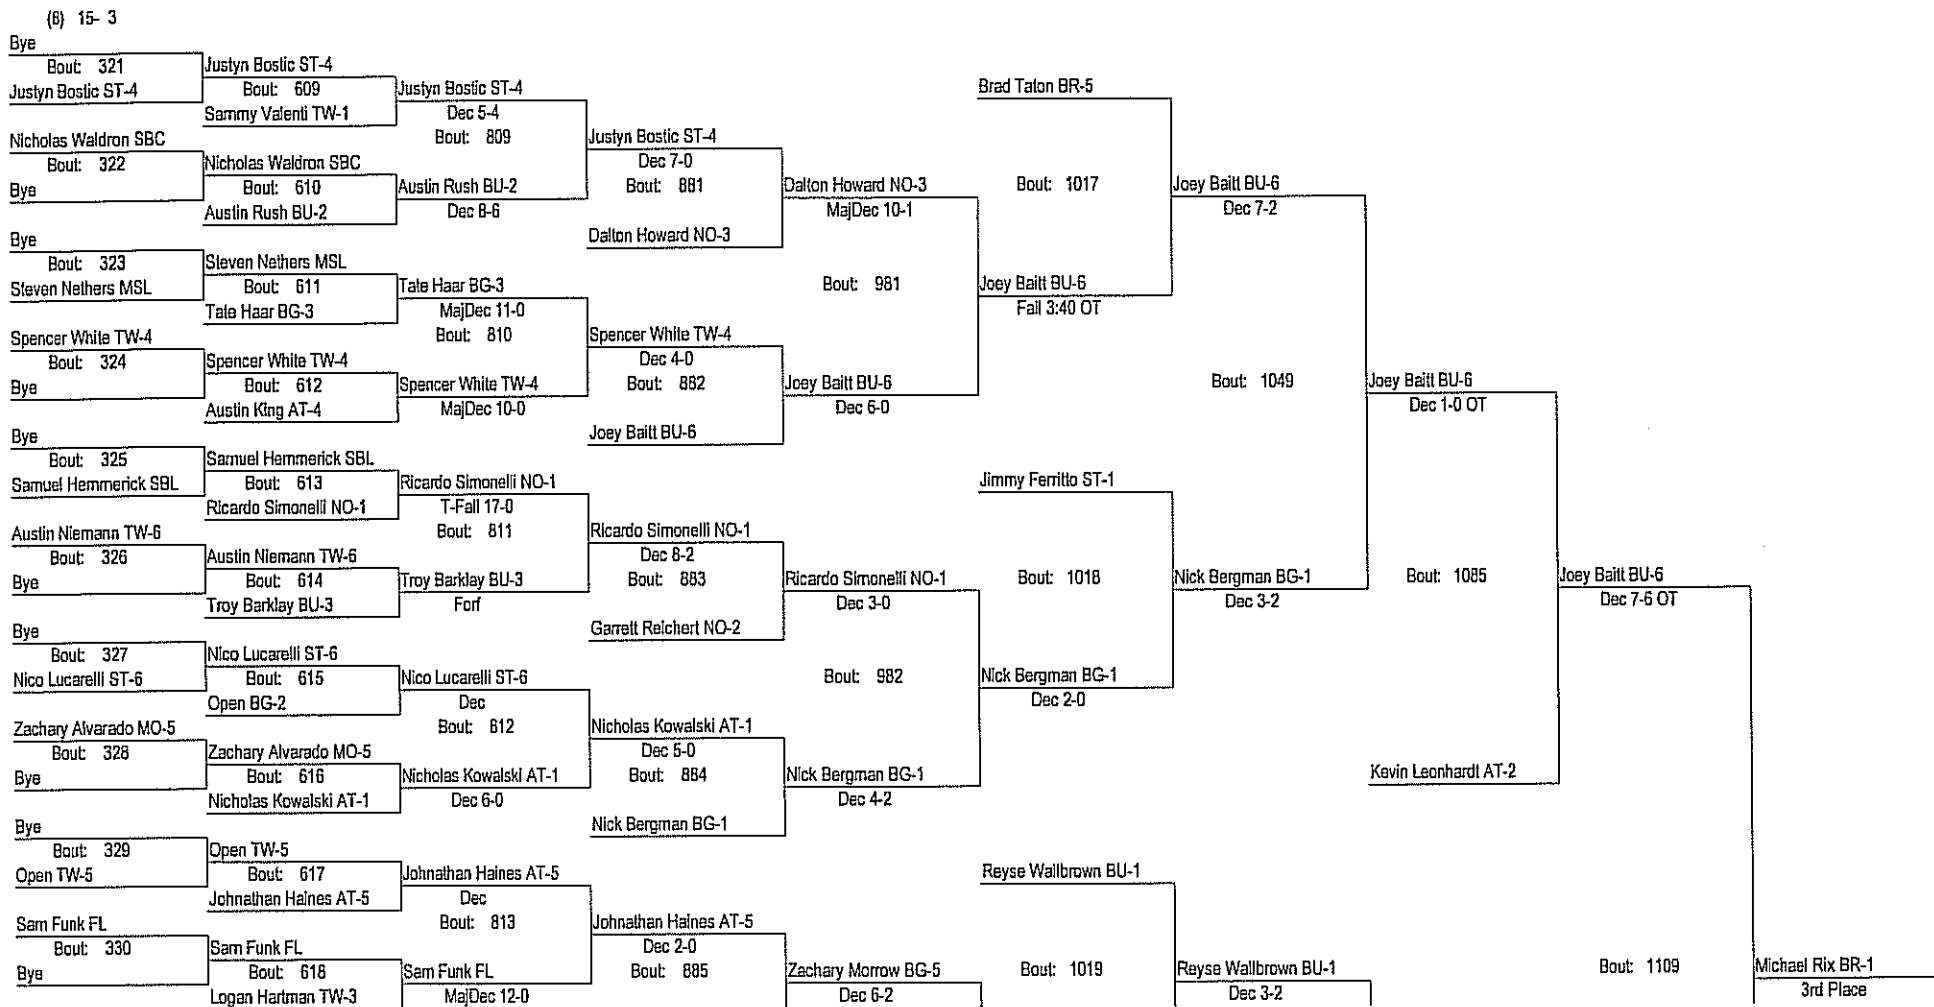 (8) 15- 3
Bye
Bout: 321
Justyn Bostic ST-4
Nicholas Waldron SBC
Bout: 322
Bye
Bye
Bout: 323
Steven Nethers MSL
Spencer White TW-4
Bout: 324
Bye
Bye
Bout: 325
Samuel Hemmerick SBL
Austin Niemann TW-6
Bout: 326
Bye
Bye
Bout: 327
Nico Lucarelli ST-6
Zachary Alvarado MO-5
Bout: 328
Bye
Bye
Bout: 329
Open TW-5
Sam Funk FL
Bout: 330
Bye
Justyn Bostic ST-4
Bout: 609
Sammy Valenti TW-1
Nicholas Waldron SBC
Bout: 610
Austin Rush BU-2
Steven Nethers MSL
Bout: 611
Tate Haar BG-3
Spencer White TW-4
Bout: 612
Austin King AT-4
Samuel Hemmerick SBL
Bout: 613
Ricardo Simonelli NO-1
Austin Niemann TW-6
Bout: 614
Troy Barklay BU-3
Nico Lucarelli ST-6
Bout: 615
Open BG-2
Zachary Alvarado MO-5
Bout: 616
Nicholas Kowalski AT-1
Open TW-5
Bout: 617
Johnathan Haines AT-5
Sam Funk FL
Bout: 618
Logan Hartman TW-3
Justyn Bostic ST-4
Dec 5-4
Bout: 809
Austin Rush BU-2
Dec 8-6
Tate Haar BG-3
MajDec 11-0
Bout: 810
Spencer White TW-4
MajDec 10-0
Ricardo Simonelli NO-1
T-Fall 17-0
Bout: 811
Troy Barklay BU-3
Forf
Nico Lucarelli ST-6
Dec
Bout: 812
Nicholas Kowalski AT-1
Dec 6-0
Johnathan Haines AT-5
Dec
Bout: 813
Sam Funk FL
MajDec 12-0
Justyn Bostic ST-4
Dec 7-0
Bout: 881
Dalton Howard NO-3
Spencer White TW-4
Dec 4-0
Bout: 882
Joey Baitt BU-6
Ricardo Simonelli NO-1
Dec 8-2
Bout: 883
Garrett Reichert NO-2
Nicholas Kowalski AT-1
Dec 5-0
Bout: 884
Nick Bergman BG-1
Johnathan Haines AT-5
Dec 2-0
Bout: 885
Dalton Howard NO-3
MajDec 10-1
Bout: 981
Joey Baitt BU-6
Dec 6-0
Ricardo Simonelli NO-1
Dec 3-0
Bout: 982
Nick Bergman BG-1
Dec 4-2
Zachary Morrow BG-5
Dec 6-2
Brad Taton BR-5
Bout: 1017
Joey Baitt BU-6
Fall 3:40 OT
Jimmy Ferritto ST-1
Bout: 1018
Nick Bergman BG-1
Dec 2-0
Reyse Wallbrown BU-1
Bout: 1019
Joey Baitt BU-6
Dec 7-2
Bout: 1049
Nick Bergman BG-1
Dec 3-2
Reyse Wallbrown BU-1
Dec 3-2
Joey Baitt BU-6
Dec 1-0 OT
Bout: 1085
Kevin Leonhardt AT-2
Joey Baitt BU-6
Dec 7-6 OT
Bout: 1109
Michael Rix BR-1
3rd Place